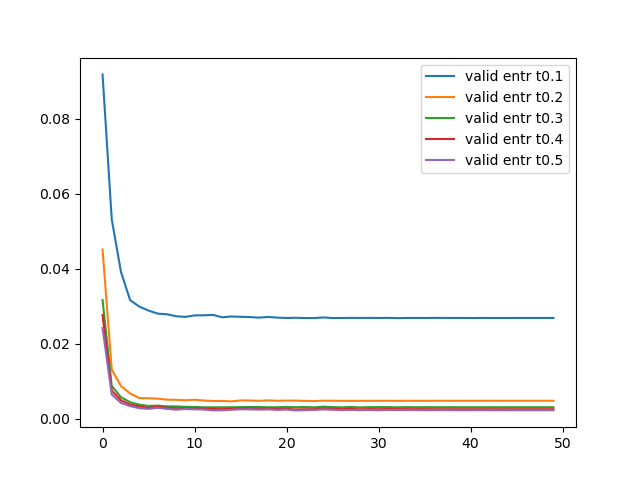 valid entr t0.1
valid entr t0.2
valid entr t0.3
valid entr t0.4
valid entr t0.5
0.08
0.06
0.04
0.02
0.00
0 10 20 30 40 50